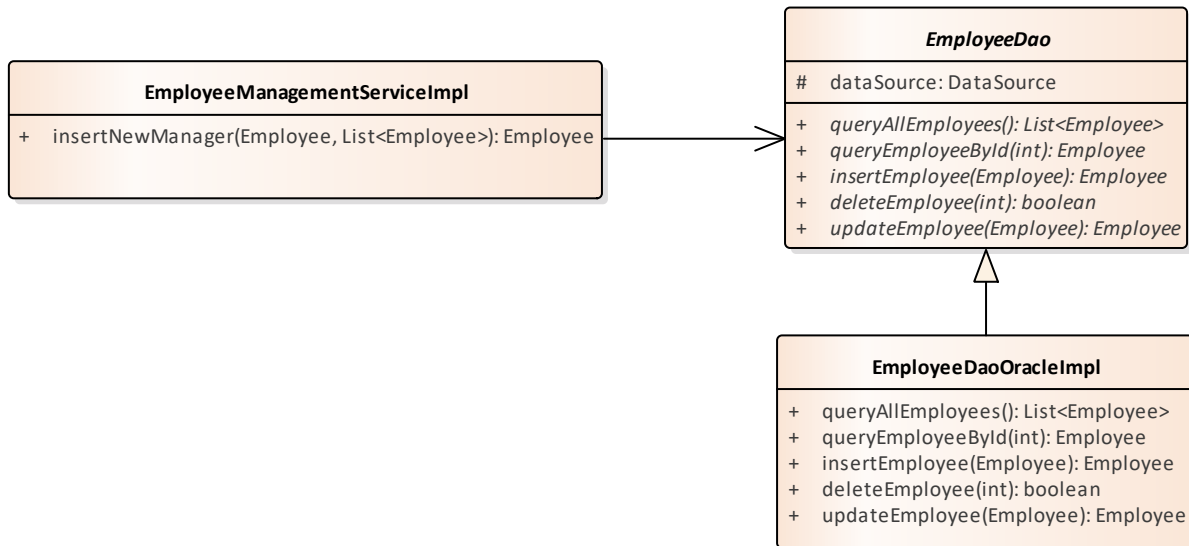 EmployeeManagementServiceImpl
+ insertNewManager(Employee, List<Employee>): Employee
EmployeeDao
# dataSource: DataSource
+ queryAllEmployees(): List<Employee>
+ queryEmployeeById(int): Employee
+ insertEmployee(Employee): Employee
+ deleteEmployee(int): boolean
+ updateEmployee(Employee): Employee
EmployeeDaoOracleImpl
+ queryAllEmployees(): List<Employee>
+ queryEmployeeById(int): Employee
+ insertEmployee(Employee): Employee
+ deleteEmployee(int): boolean
+ updateEmployee(Employee): Employee